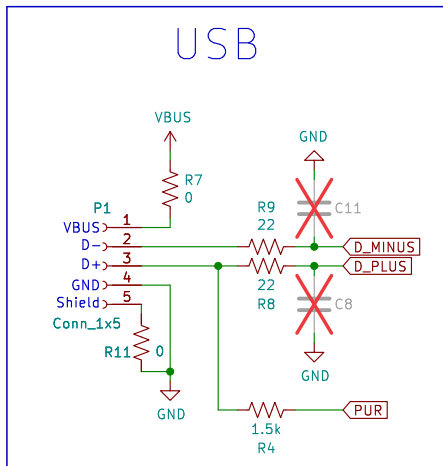 USB
VBUS
GND
R7
0
P1
R9
22
C11
VBUS 1
D- 2
D+ 3
GND 4
Shield 5
D_MINUS
D_PLUS
22
R8
C8
Conn_1x5
R11 0
GND
GND
PUR
1.5k
R4